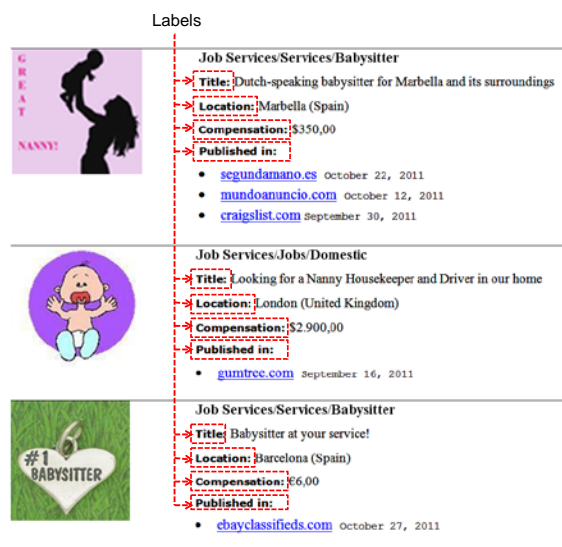 Labels
GREAT
NANNY!
Job Services/Services/Babysitter
Title: Dutch-speaking babysitter for Marbella and its surroundings
Location: Marbella (Spain)
Compensation: $350,00
Published in:
• segundamano.es October 22, 2011
• mundoanuncio.com October 12, 2011
• craigslist.com September 30, 2011
Job Services/Jobs/Domestic
Title: Looking for a Nanny Housekeeper and Driver in our home
Location: London (United Kingdom)
Compensation: $2.900,00
Published in:
• gumtree.com September 16, 2011
#1
BABYSITTER
Job Services/Services/Babysitter
Title: Babysitter at your service!
Location: Barcelona (Spain)
Compensation: €6,00
Published in:
• ebayclassifieds.com October 27, 2011